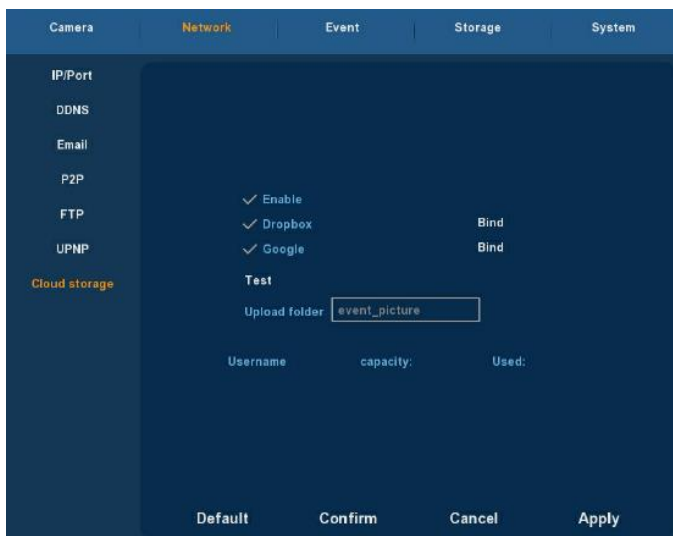 Camera Network Event Storage System
IP/Port
DDNS
Email
P2P
FTP
UPNP
Cloud storage
Enable
Dropbox Bind
Google Bind
Test
Upload folder event_picture
Username capacity: Used:
Default Confirm Cancel Apply